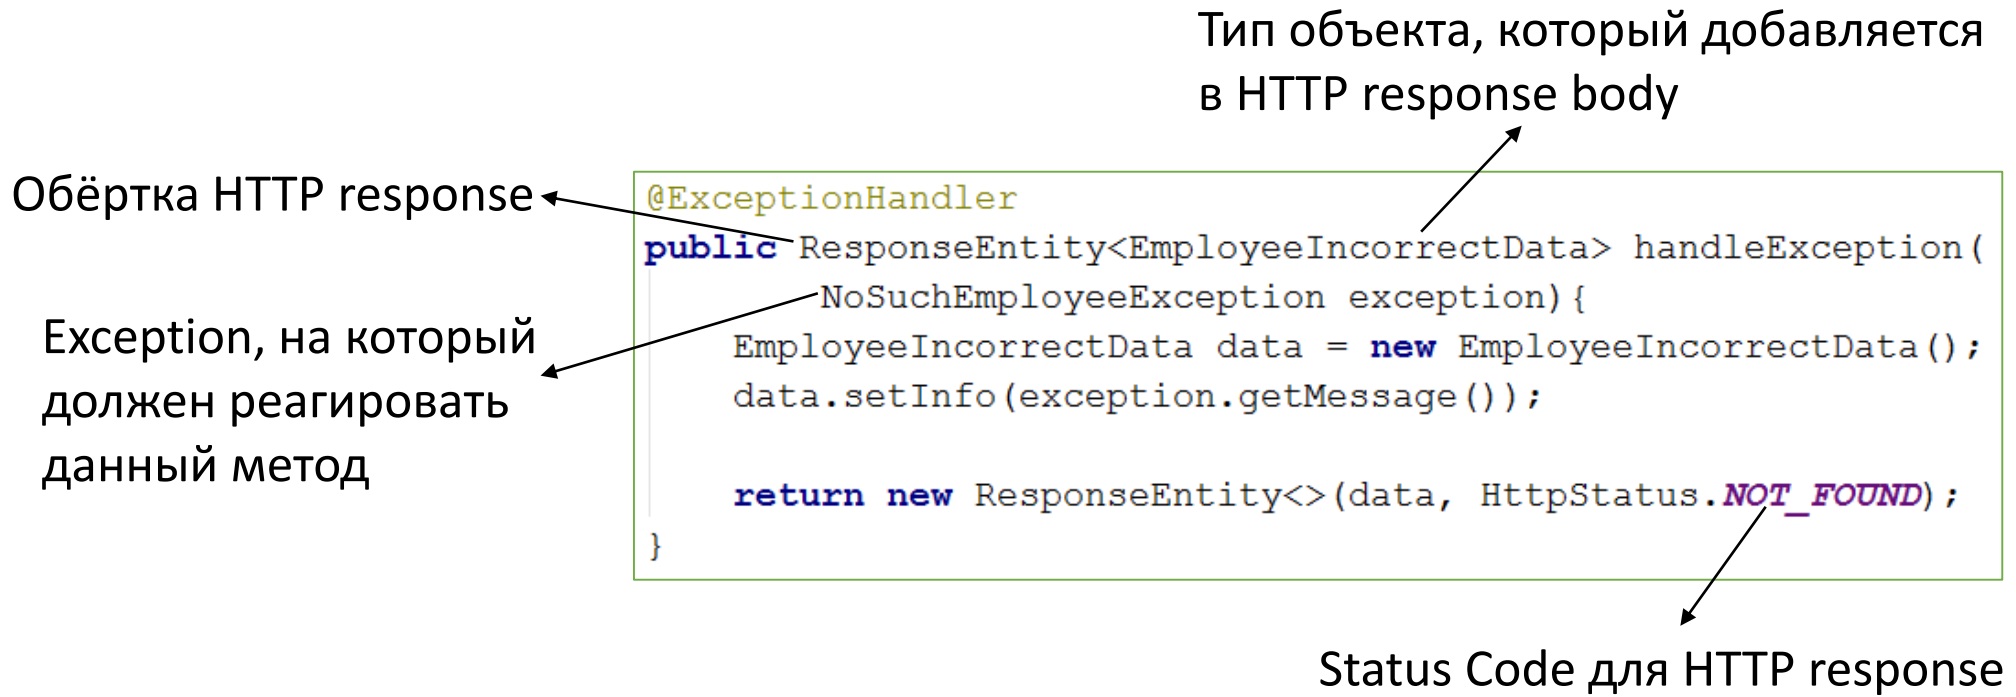 Тип объекта, который добавляется
в HTTP response body
Обёртка HTTP response
Exception, на который
должен реагировать
данный метод
@ExceptionHandler
public ResponseEntity<EmployeeIncorrectData> handleException(
        NoSuchEmployeeException exception){
    EmployeeIncorrectData data = new EmployeeIncorrectData();
    data.setInfo(exception.getMessage());
    return new ResponseEntity<>(data, HttpStatus.NOT_FOUND);
}
Status Code для HTTP response